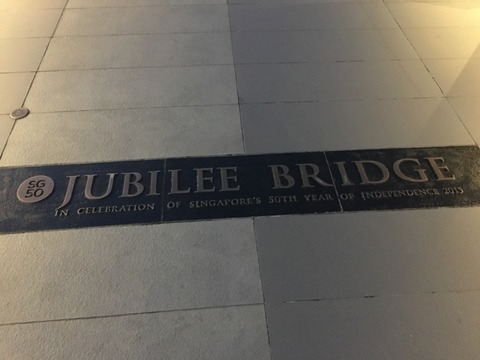 SG
50
JUBILEE BRIDGE
IN CELEBRATION OF SINGAPORE'S 50TH YEAR OF INDEPENDENCE 2015